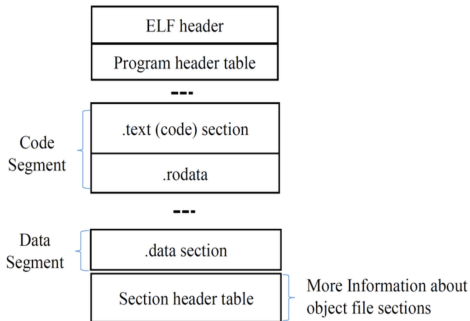 ELF header
Program header table
Code
Segment
.text (code) section
.rodata
Data
Segment
.data section
Section header table
More Information about
object file sections